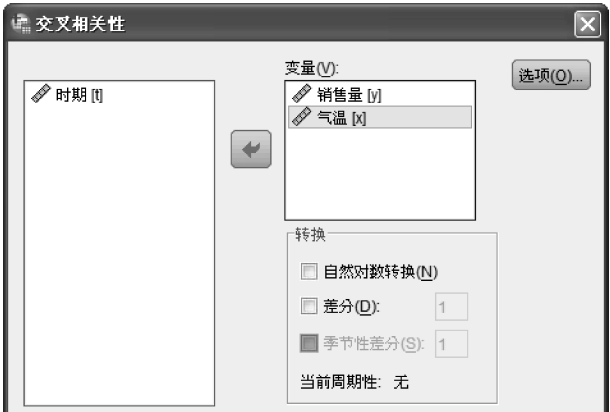 交叉相关性
变量(V):
选项(O)...
时期 [t]
销售量 [y]
气温 [x]
转换
自然对数转换(N)
差分(D): 1
季节性差分(S): 1
当前周期性: 无